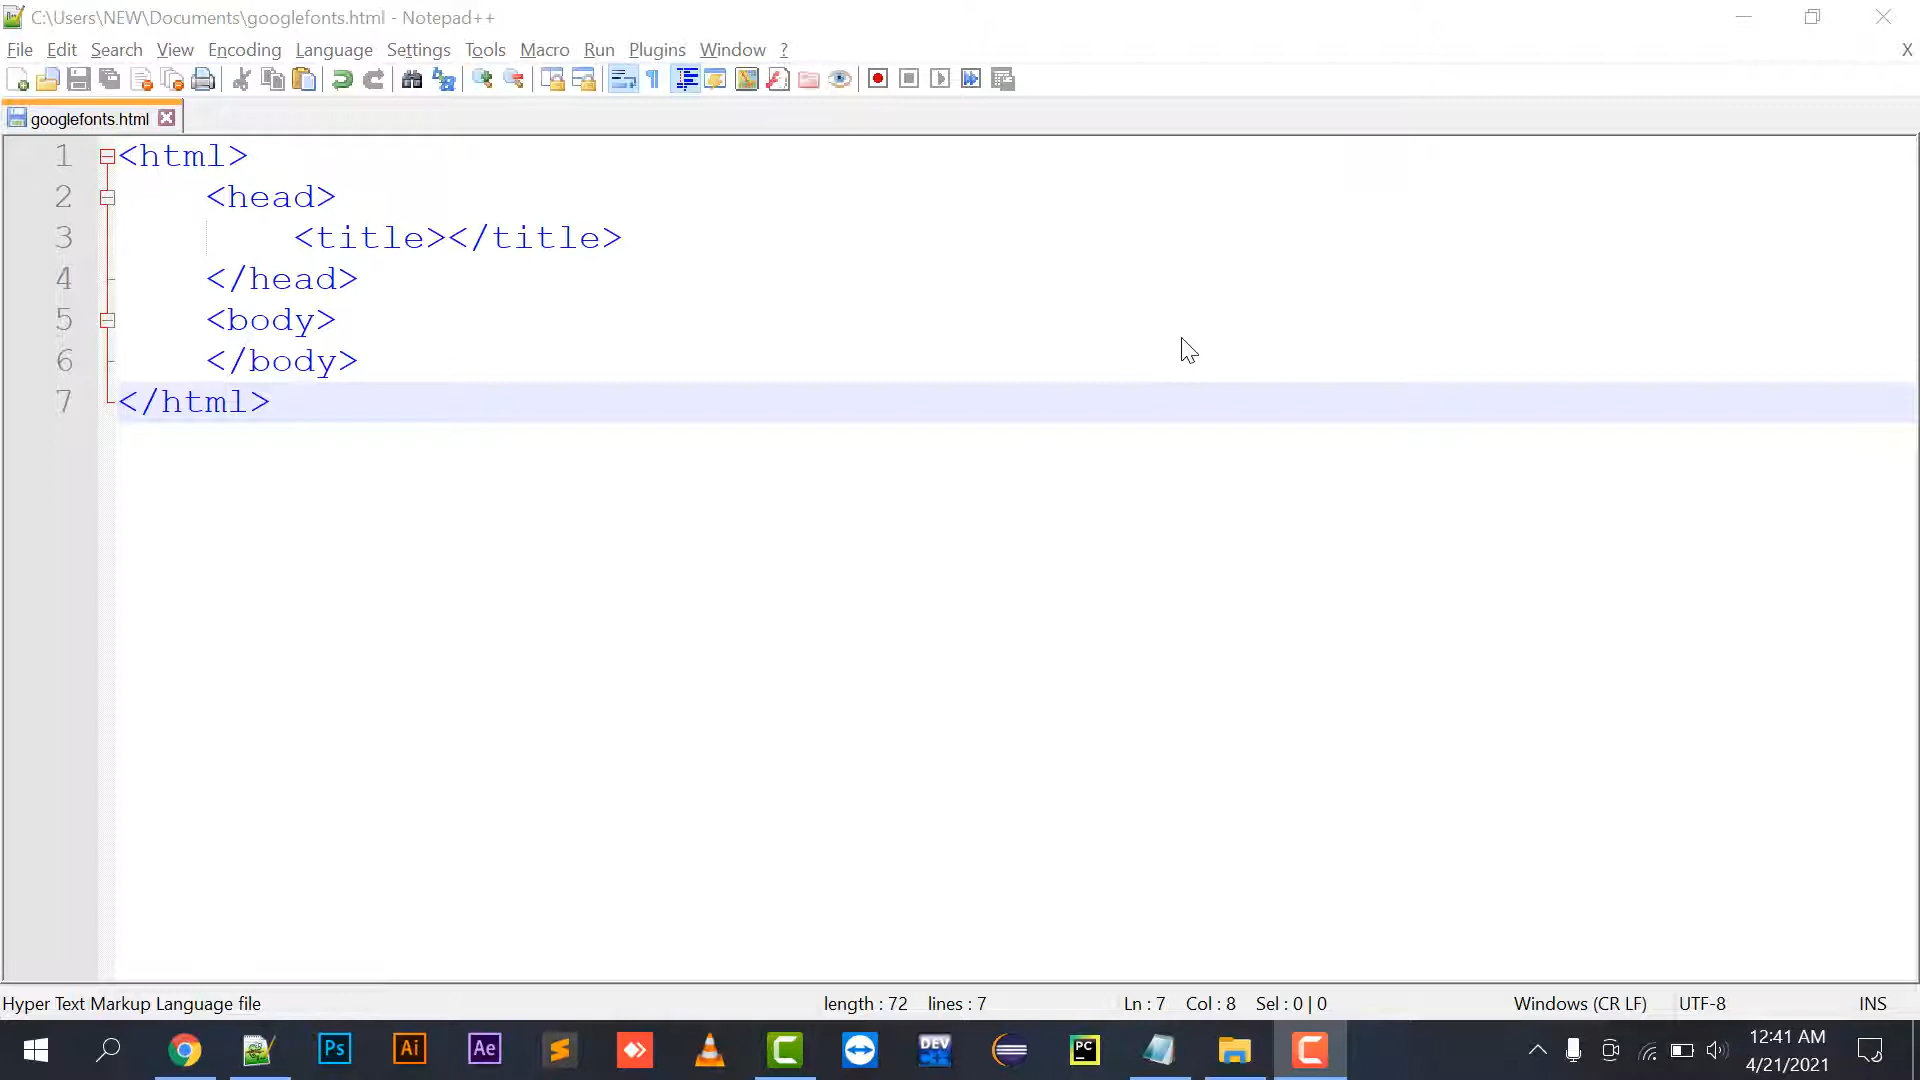 C:\Users\NEW\Documents\googlefonts.html - Notepad++
File Edit Search View Encoding Language Settings Tools Macro Run Plugins Window ? X
googlefonts.html
1 <html>
2 <head>
3 <title></title>
4 </head>
5 <body>
6 </body>
7 </html>
Hyper Text Markup Language file length : 72 lines : 7 Ln : 7 Col : 8 Sel : 0 | 0 Windows (CR LF) UTF-8 INS
Ps Ai Ae DEV PC
12:41 AM
4/21/2021